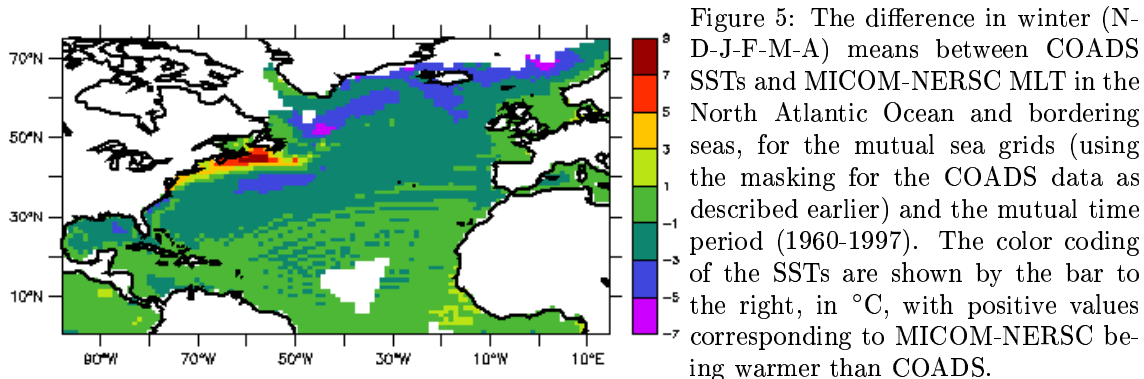 70°N
50°N
30°N
10°N
90°W 70°W 50°W 30°W 10°W 10°E
9
7
5
3
1
-1
-3
-5
-7
Figure 5: The difference in winter (N-
D-J-F-M-A) means between COADS
SSTs and MICOM-NERSC MLT in the
North Atlantic Ocean and bordering
seas, for the mutual sea grids (using
the masking for the COADS data as
described earlier) and the mutual time
period (1960-1997). The color coding
of the SSTs are shown by the bar to
the right, in °C, with positive values
corresponding to MICOM-NERSC be-
ing warmer than COADS.